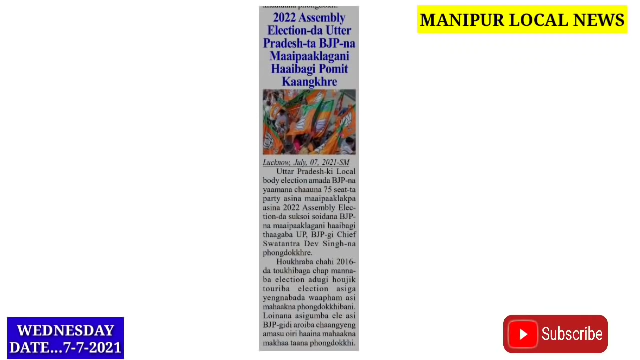 MANIPUR LOCAL NEWS
2022 Assembly
Election-da Utter
Pradesh-ta BJP-na
Maaipaaklagani
Haaibagi Pomit
Kaangkhre
Lucknow, July, 07, 2021-SM
Uttar Pradesh-ki Local
body election amada BJP-na
yaamana chaauna 75 seat-ta
party asina maaipaaklakpa
asina 2022 Assembly Elec-
tion-da suksoi soidana BJP-
na maaipaaklagani haaibagi
thaagaba UP, BJP-gi Chief
Swatantra Dev Singh-na
phongdokkhre.
Houkhraba chahi 2016-
da toukhibaga chap manna-
ba election adugi houjik
touriba election asiga
yengnabada waapham asi
mahaakna phongdokkhibani.
Loinana asigumba ele asi
BJP-gidi aroiba chaangyeng
amasu oiri haaina mahaakna
makhaa taana phongdokkhi.
WEDNESDAY
DATE...7-7-2021
Subscribe